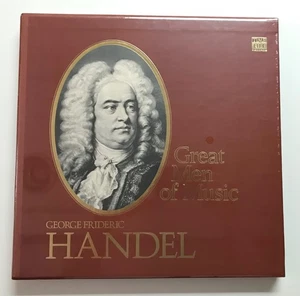 Great
Men
of Music
GEORGE FRIDERIC
HANDEL